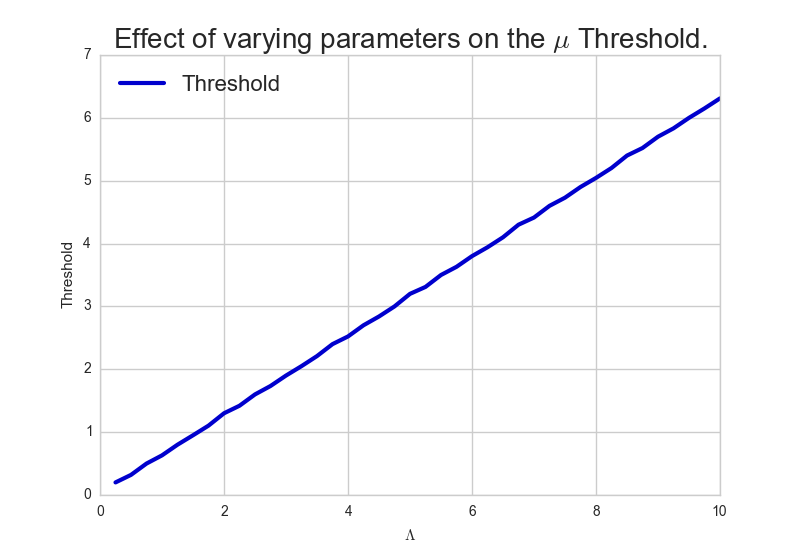 Effect of varying parameters on the μ Threshold.
Threshold
7
6
5
4
3
2
1
0
Threshold
0 2 4 6 8 10
Λ